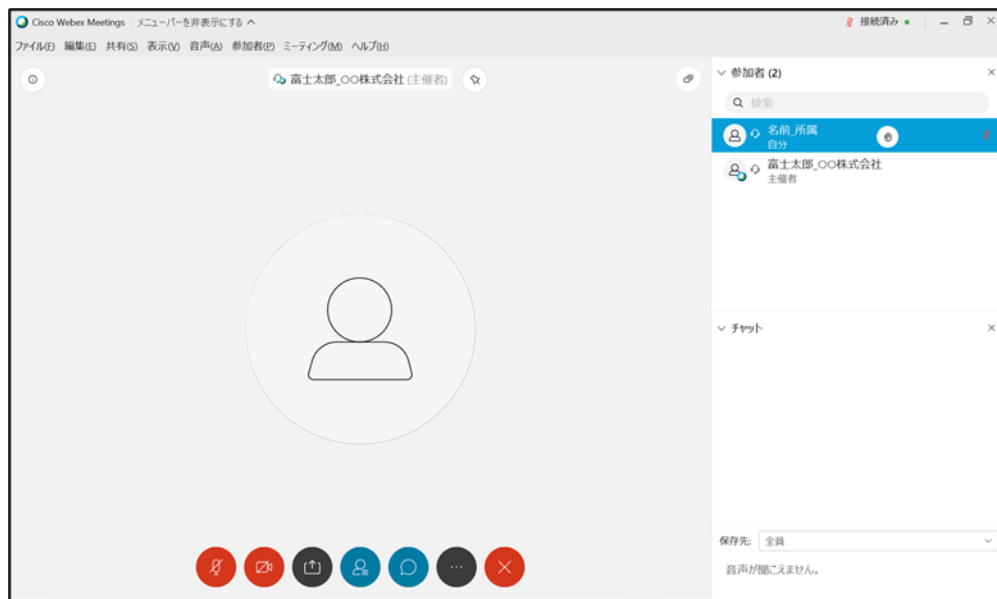 Cisco Webex Meetings メニューバーを非表示にする
接続済み
ファイル(F) 編集(E) 共有(S) 表示(V) 音声(A) 参加者(P) ミーティング(M) ヘルプ(H)
富士太郎_○○株式会社 (主催者)
参加者 (2)
検索
名前_所属
自分
富士太郎_○○株式会社
主催者
チャット
保存先: 全員
音声が聞こえません。